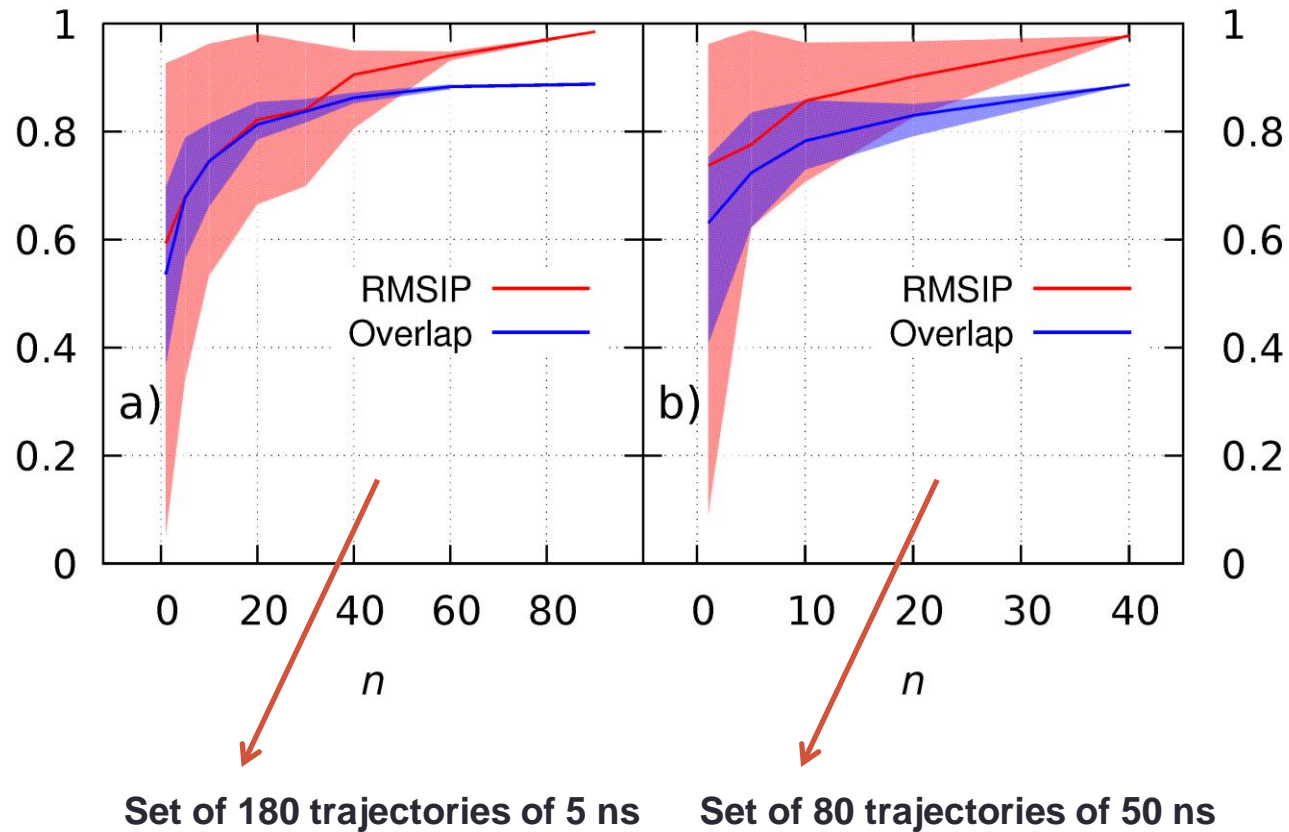 1
0.8
0.6
0.4
0.2
0
a)
RMSIP
Overlap
0 20 40 60 80
n
b)
RMSIP
Overlap
0 10 20 30 40
n
1
0.8
0.6
0.4
0.2
0
Set of 180 trajectories of 5 ns
Set of 80 trajectories of 50 ns